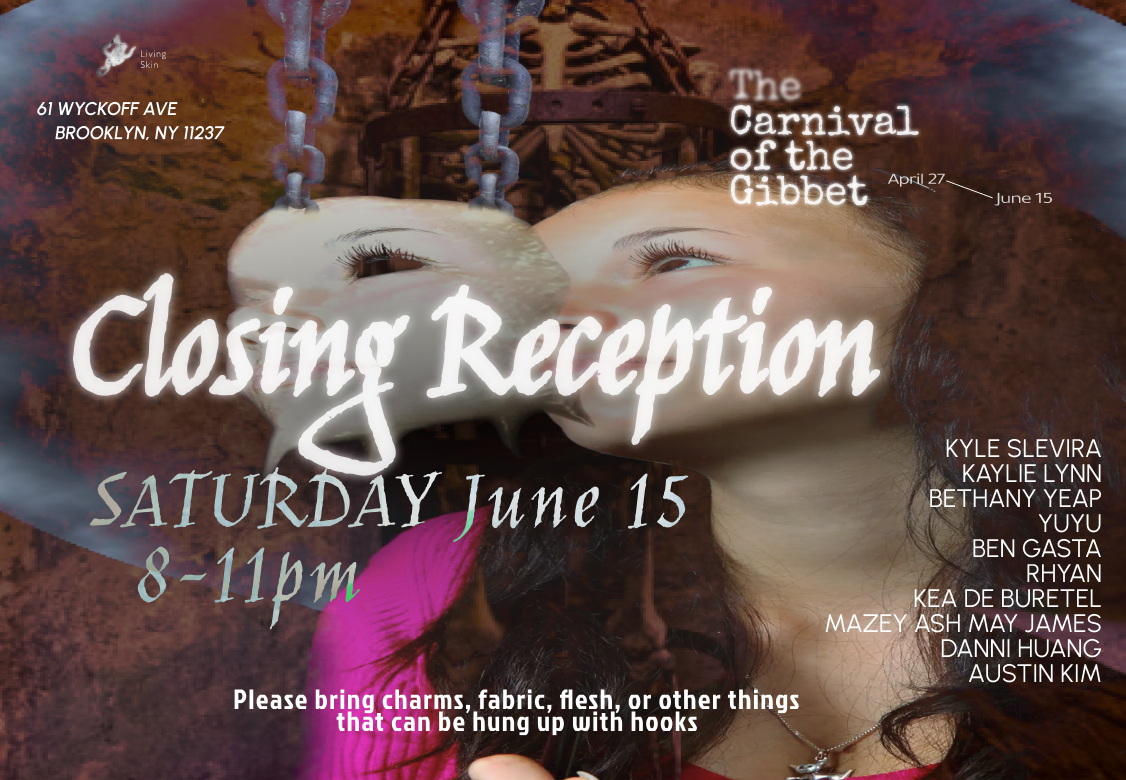 Living
Skin
61 WYCKOFF AVE
BROOKLYN, NY 11237
The
Carnival
of the
Gibbet
April 27
June 15
Closing Reception
SATURDAY June 15
8-11pm
KYLE SLEVIRA
KAYLIE LYNN
BETHANY YEAP
YUYU
BEN GASTA
RHYAN
KEA DE BURETEL
MAZEY ASH MAY JAMES
DANNI HUANG
AUSTIN KIM
Please bring charms, fabric, flesh, or other things
that can be hung up with hooks